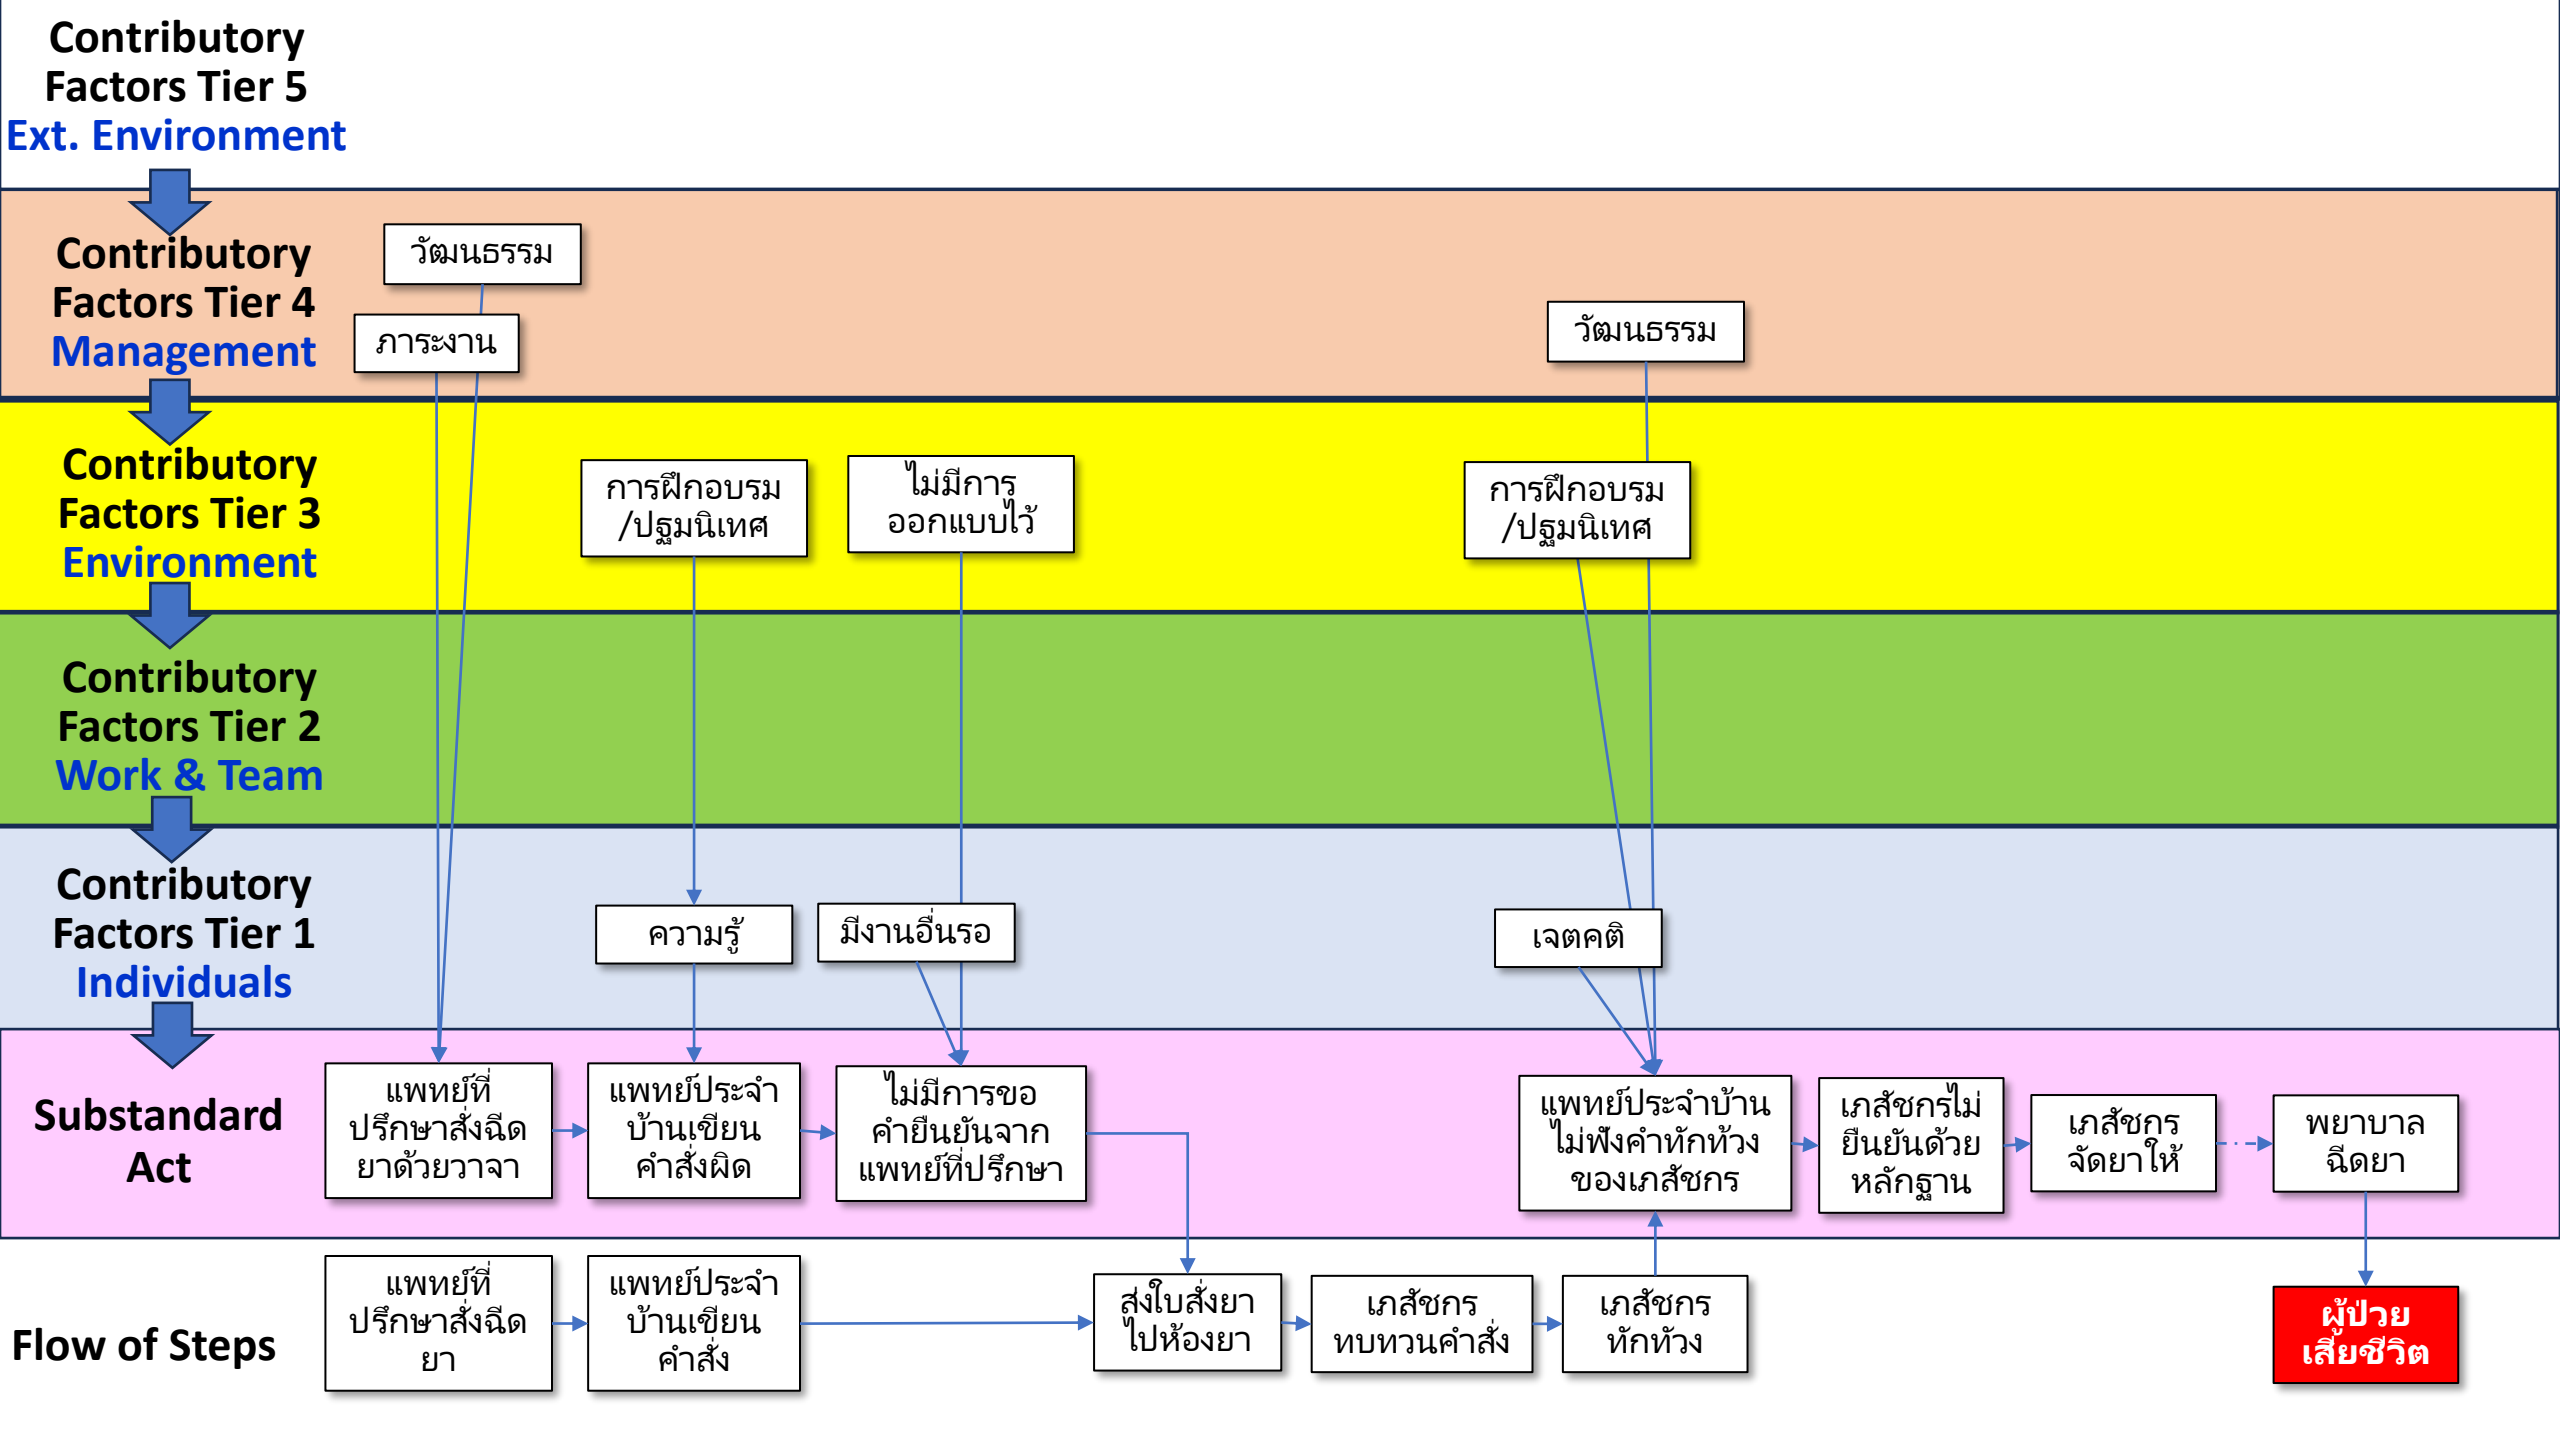 Contributory
Factors Tier 5
Ext. Environment
Contributory
Factors Tier 4
Management
วัฒนธรรม
ภาระงาน
วัฒนธรรม
Contributory
Factors Tier 3
Environment
การฝึกอบรม
/ปฐมนิเทศ
ไม่มีการ
ออกแบบไว้
การฝึกอบรม
/ปฐมนิเทศ
Contributory
Factors Tier 2
Work & Team
Contributory
Factors Tier 1
Individuals
ความรู้
มีงานอื่นรอ
เจตคติ
Substandard
Act
แพทย์ที่
ปรึกษาสั่งฉีด
ยาด้วยวาจา
แพทย์ประจำ
บ้านเขียน
คำสั่งผิด
ไม่มีการขอ
คำยืนยันจาก
แพทย์ที่ปรึกษา
แพทย์ประจำบ้าน
ไม่ฟังคำทักท้วง
ของเภสัชกร
เภสัชกรไม่
ยืนยันด้วย
หลักฐาน
เภสัชกร
จัดยาให้
พยาบาล
ฉีดยา
Flow of Steps
แพทย์ที่
ปรึกษาสั่งฉีด
ยา
แพทย์ประจำ
บ้านเขียน
คำสั่ง
ส่งใบสั่งยา
ไปห้องยา
เภสัชกร
ทบทวนคำสั่ง
เภสัชกร
ทักท้วง
ผู้ป่วย
เสียชีวิต